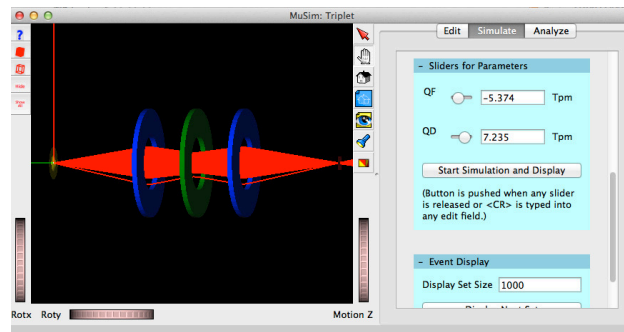 MuSim: Triplet
Edit Simulate Analyze
?
− Sliders for Parameters
QF -5.374 Tpm
QD 7.235 Tpm
Start Simulation and Display
(Button is pushed when any slider
is released or <CR> is typed into
any edit field.)
− Event Display
Display Set Size 1000
Rotx Roty Motion Z